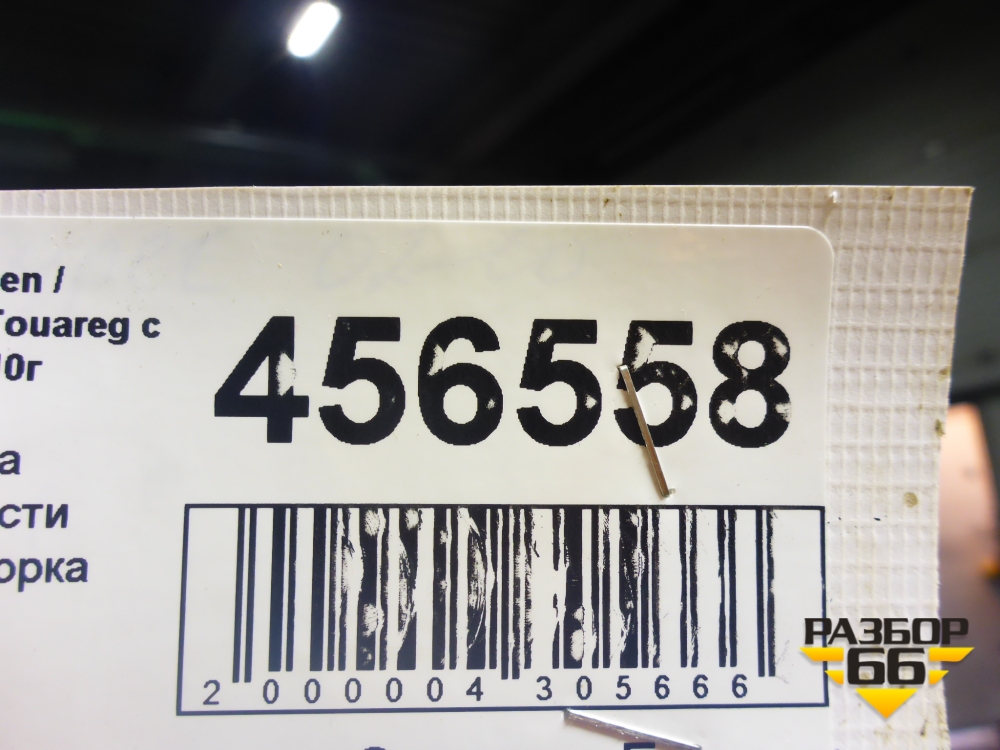 en /
Touareg с
0г
456558
а
сти
орка
2 000004 305666
РАЗБОР
66